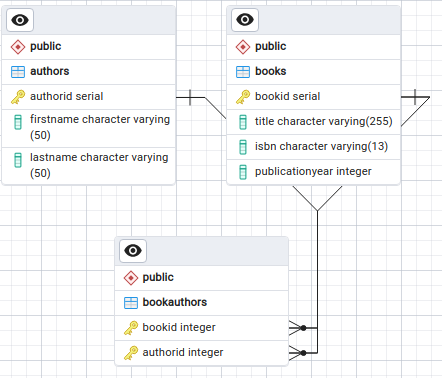 public
authors
authorid serial
firstname character varying
(50)
lastname character varying
(50)
public
books
bookid serial
title character varying(255)
isbn character varying(13)
publicationyear integer
public
bookauthors
bookid integer
authorid integer